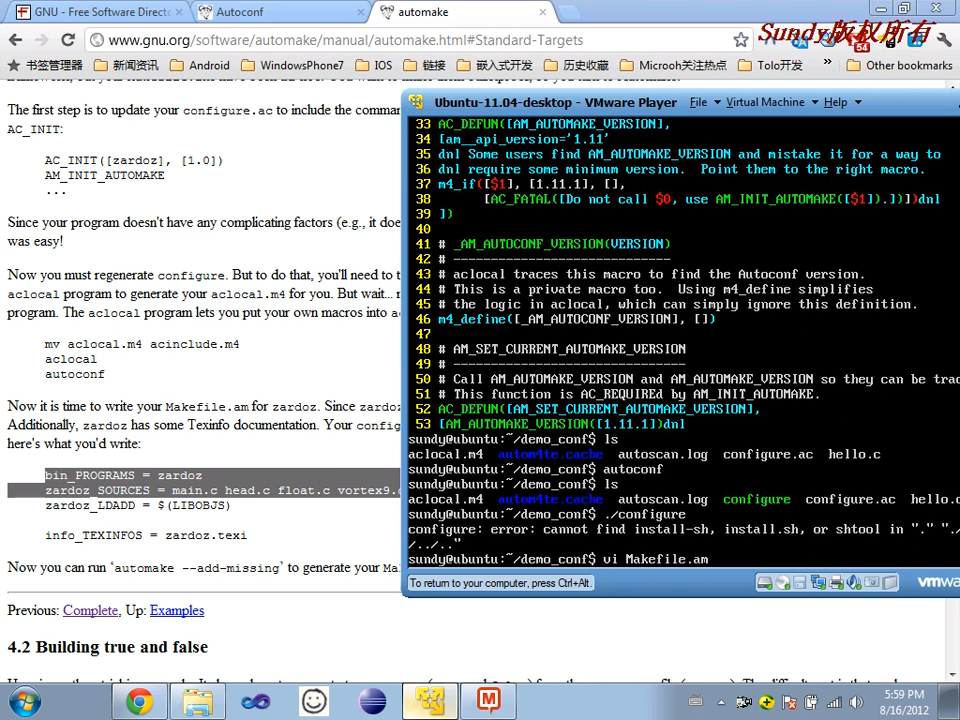 GNU - Free Software Direct
Autoconf
automake
Sundy版权所有
www.gnu.org/software/automake/manual/automake.html#Standard-Targets
54
书签管理器
新闻资讯
Android
WindowsPhone7
IOS
链接
嵌入式开发
历史收藏
Microoh关注热点
Tolo开发
»
Other bookmarks
The first step is to update your configure.ac to include the comman
AC_INIT:
AC_INIT([zardoz], [1.0])
AM_INIT_AUTOMAKE
...
Since your program doesn't have any complicating factors (e.g., it doe
was easy!
Now you must regenerate configure. But to do that, you'll need to t
aclocal program to generate your aclocal.m4 for you. But wait...
program. The aclocal program lets you put your own macros into ac
mv aclocal.m4 acinclude.m4
aclocal
autoconf
Now it is time to write your Makefile.am for zardoz. Since zardoz
Additionally, zardoz has some Texinfo documentation. Your config
here's what you'd write:
bin_PROGRAMS = zardoz
zardoz_SOURCES = main.c head.c float.c vortex9.c
zardoz_LDADD = $(LIBOBJS)
info_TEXINFOS = zardoz.texi
Now you can run ‘automake --add-missing’ to generate your Mak
Previous: Complete, Up: Examples
4.2 Building true and false
Ubuntu-11.04-desktop - VMware Player File Virtual Machine Help
33 AC_DEFUN([AM_AUTOMAKE_VERSION],
34 [am__api_version='1.11'
35 dnl Some users find AM_AUTOMAKE_VERSION and mistake it for a way to
36 dnl require some minimum version. Point them to the right macro.
37 m4_if([$1], [1.11.1], [],
38 [AC_FATAL([Do not call $0, use AM_INIT_AUTOMAKE([$1]).])])dnl
39 ])
40
41 # _AM_AUTOCONF_VERSION(VERSION)
42 # -----------------------------
43 # aclocal traces this macro to find the Autoconf version.
44 # This is a private macro too. Using m4_define simplifies
45 # the logic in aclocal, which can simply ignore this definition.
46 m4_define([_AM_AUTOCONF_VERSION], [])
47
48 # AM_SET_CURRENT_AUTOMAKE_VERSION
49 # -------------------------------
50 # Call AM_AUTOMAKE_VERSION and AM_AUTOMAKE_VERSION so they can be trac
51 # This function is AC_REQUIREd by AM_INIT_AUTOMAKE.
52 AC_DEFUN([AM_SET_CURRENT_AUTOMAKE_VERSION],
53 [AM_AUTOMAKE_VERSION([1.11.1])dnl
sundy@ubuntu:~/demo_conf$ ls
aclocal.m4 autom4te.cache autoscan.log configure.ac hello.c
sundy@ubuntu:~/demo_conf$ autoconf
sundy@ubuntu:~/demo_conf$ ls
aclocal.m4 autom4te.cache autoscan.log configure configure.ac hello.c
sundy@ubuntu:~/demo_conf$ ./configure
configure: error: cannot find install-sh, install.sh, or shtool in "." "./
/../.."
sundy@ubuntu:~/demo_conf$ vi Makefile.am
To return to your computer, press Ctrl+Alt.
vmwa
5:59 PM
8/16/2012